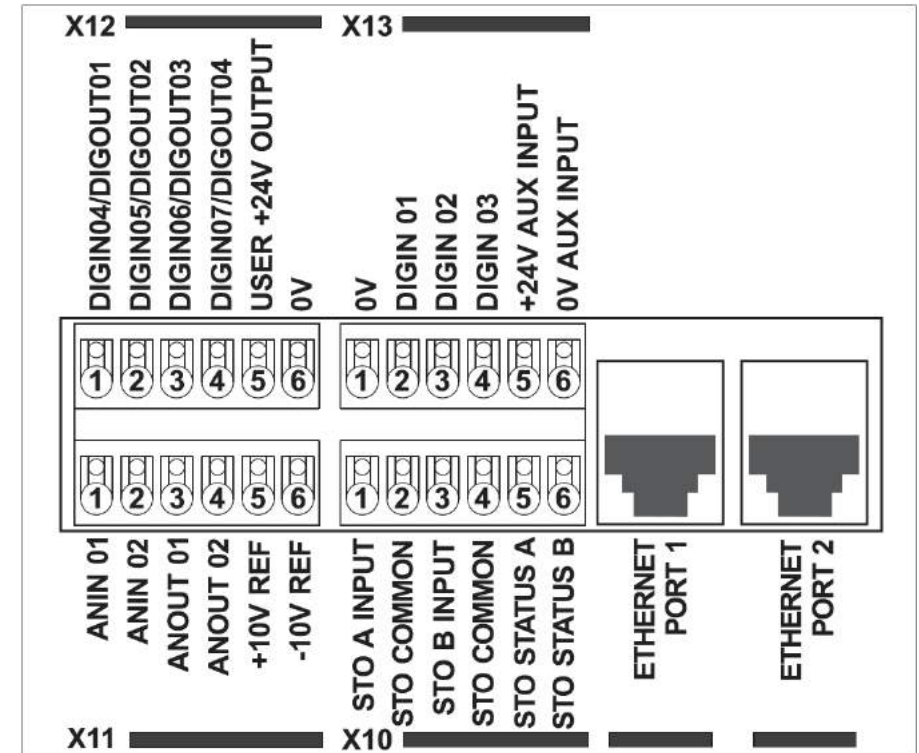 X12
X13
DIGIN04/DIGOUT01
DIGIN05/DIGOUT02
DIGIN06/DIGOUT03
DIGIN07/DIGOUT04
USER +24V OUTPUT
0V
0V
DIGIN 01
DIGIN 02
DIGIN 03
+24V AUX INPUT
0V AUX INPUT
1 2 3 4 5 6
1 2 3 4 5 6
1 2 3 4 5 6
1 2 3 4 5 6
ANIN 01
ANIN 02
ANOUT 01
ANOUT 02
+10V REF
-10V REF
STO A INPUT
STO COMMON
STO B INPUT
STO COMMON
STO STATUS A
STO STATUS B
ETHERNET
PORT 1
ETHERNET
PORT 2
X11
X10